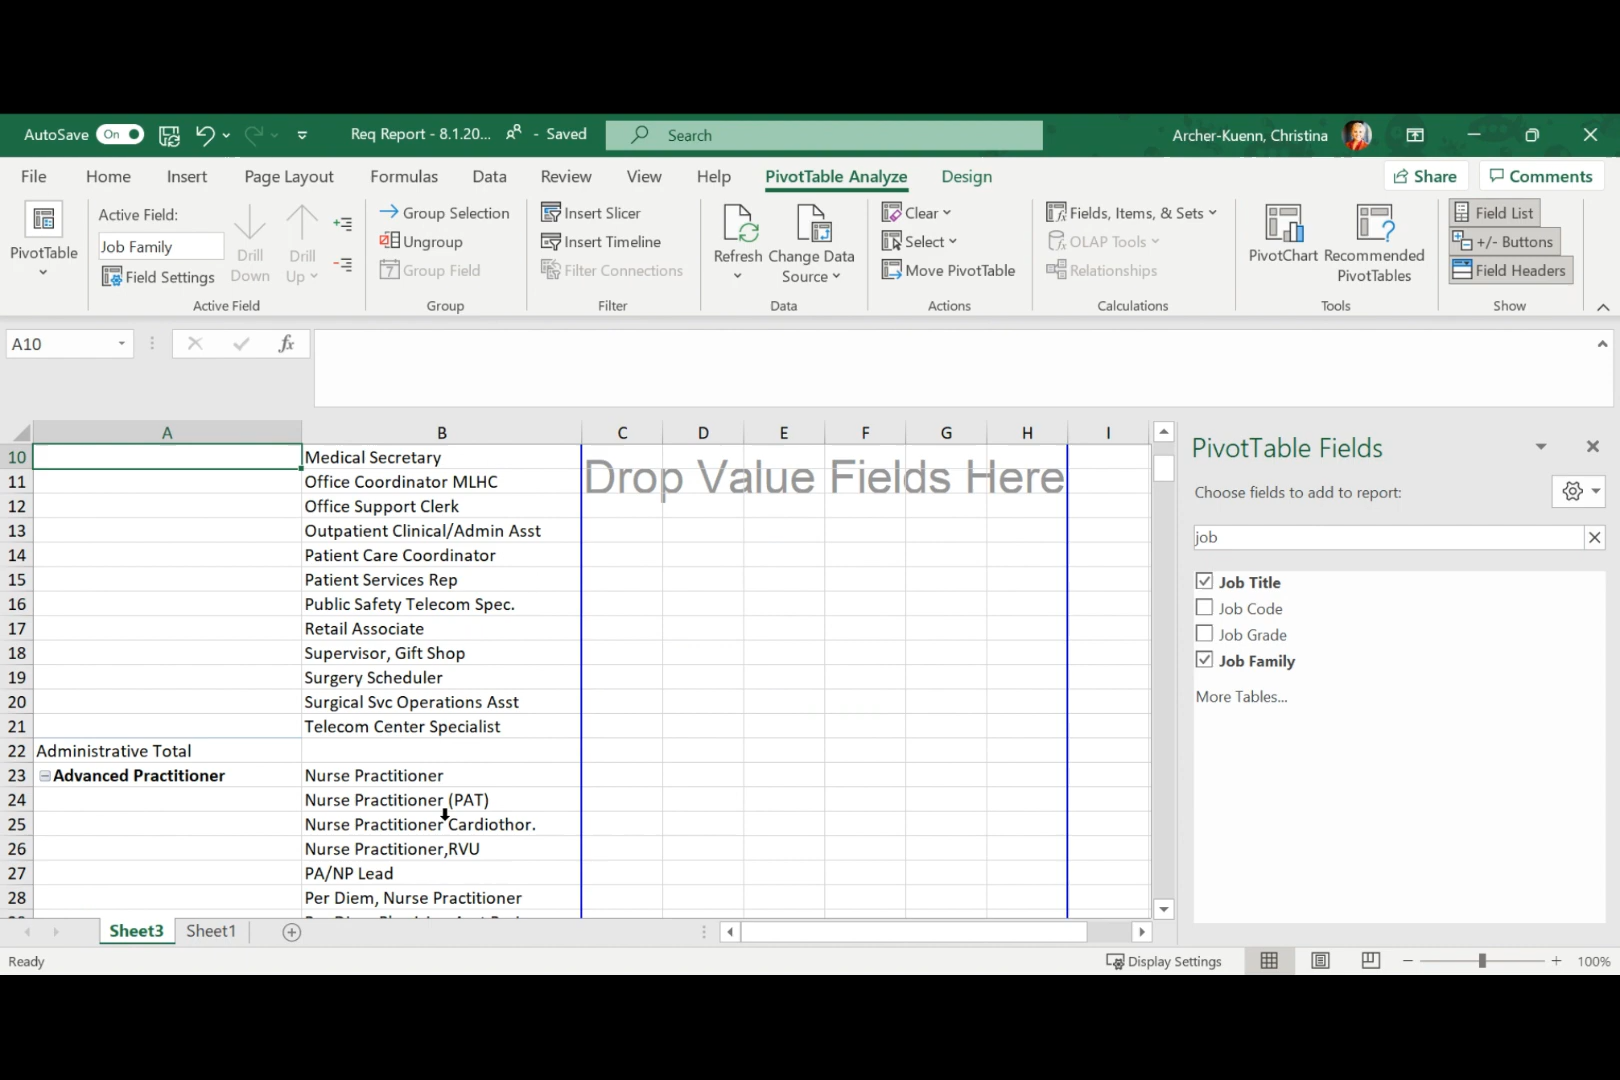 AutoSave On Req Report - 8.1.20... - Saved Search Archer-Kuenn, Christina
File Home Insert Page Layout Formulas Data Review View Help PivotTable Analyze Design Share Comments
PivotTable
Active Field:
Job Family
Field Settings
Drill Down
Drill Up
Active Field
Group Selection
Ungroup
Group Field
Group
Insert Slicer
Insert Timeline
Filter Connections
Filter
Refresh
Change Data Source
Data
Clear
Select
Move PivotTable
Actions
Fields, Items, & Sets
OLAP Tools
Relationships
Calculations
PivotChart
Recommended PivotTables
Tools
Field List
+/- Buttons
Field Headers
Show
A10 fx
A B C D E F G H I
10 Medical Secretary
Drop Value Fields Here
11 Office Coordinator MLHC
12 Office Support Clerk
13 Outpatient Clinical/Admin Asst
14 Patient Care Coordinator
15 Patient Services Rep
16 Public Safety Telecom Spec.
17 Retail Associate
18 Supervisor, Gift Shop
19 Surgery Scheduler
20 Surgical Svc Operations Asst
21 Telecom Center Specialist
22 Administrative Total
23 Advanced Practitioner Nurse Practitioner
24 Nurse Practitioner (PAT)
25 Nurse Practitioner Cardiothor.
26 Nurse Practitioner,RVU
27 PA/NP Lead
28 Per Diem, Nurse Practitioner
PivotTable Fields
Choose fields to add to report:
job
Job Title
Job Code
Job Grade
Job Family
More Tables...
Sheet3 Sheet1
Ready Display Settings 100%